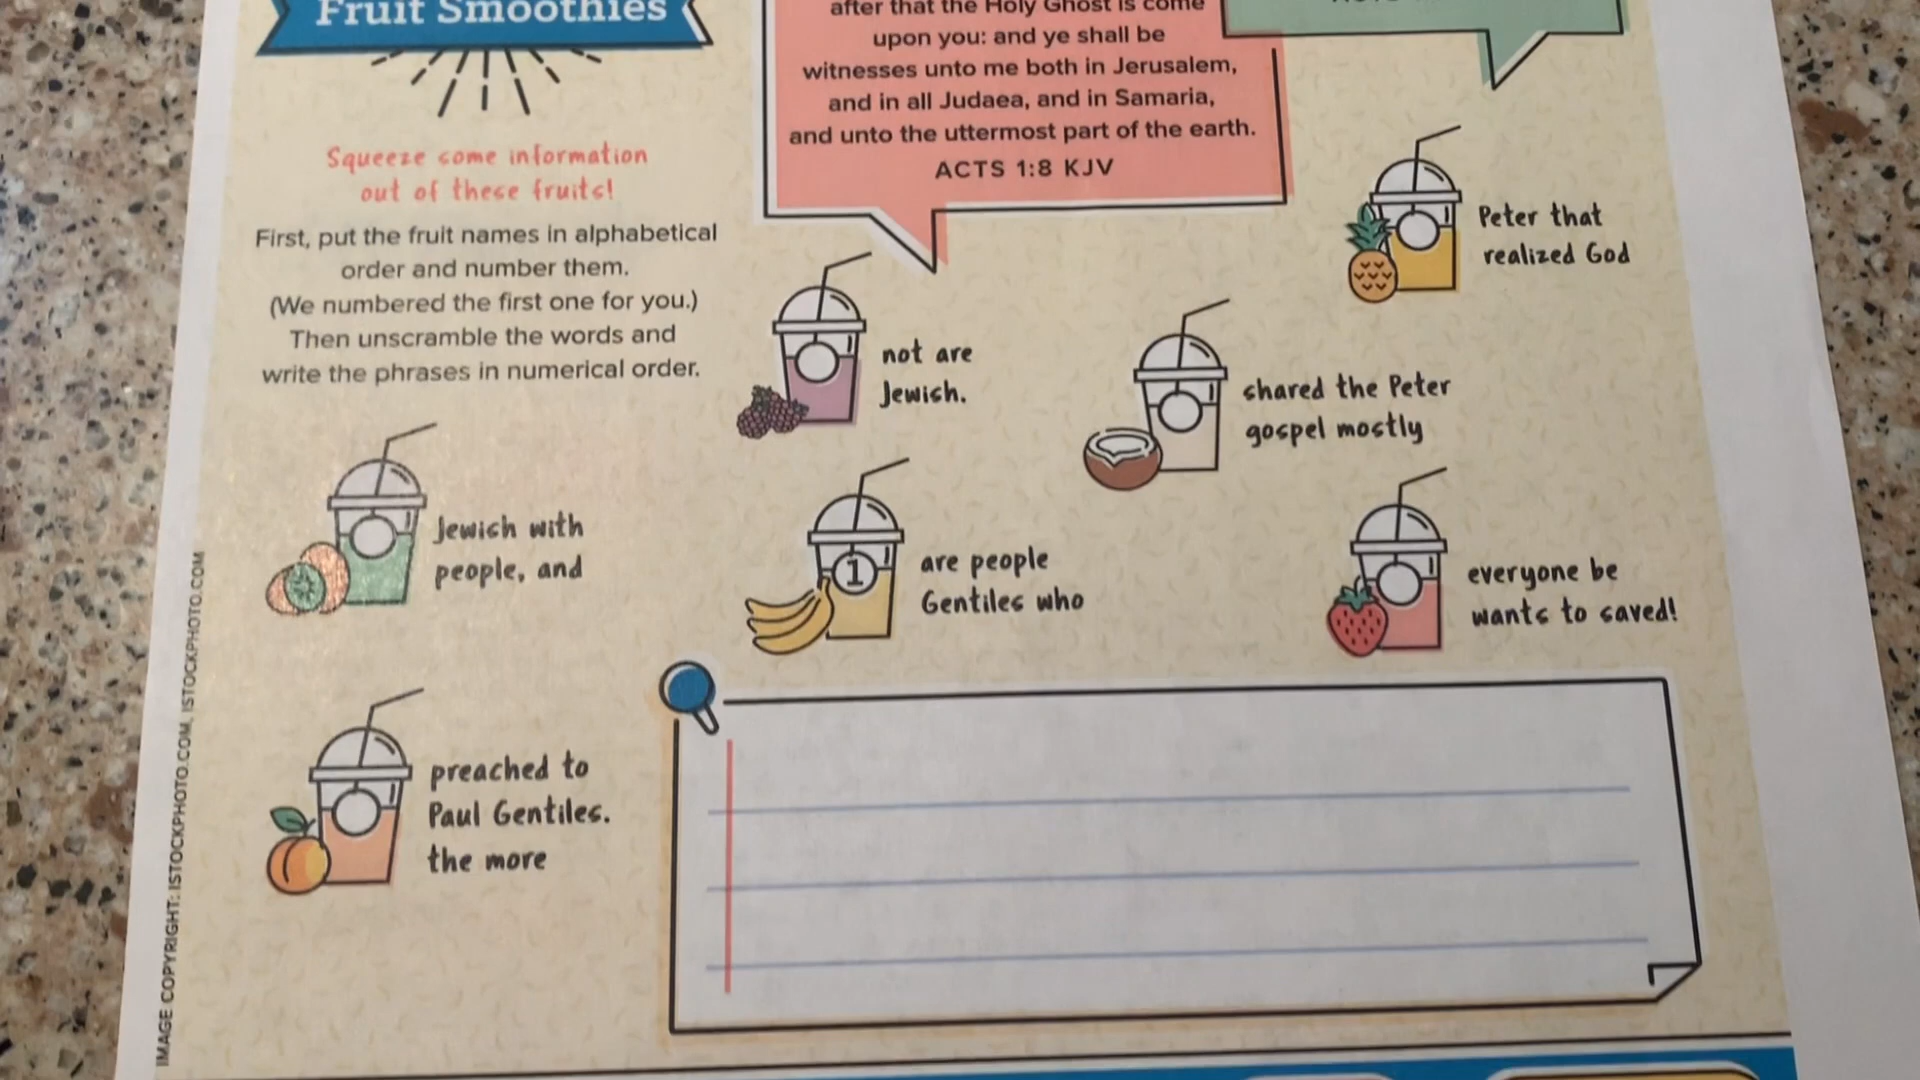 Fruit Smoothies
Squeeze some information
out of these fruits!
First, put the fruit names in alphabetical
order and number them.
(We numbered the first one for you.)
Then unscramble the words and
write the phrases in numerical order.
after that the Holy Ghost is come
upon you: and ye shall be
witnesses unto me both in Jerusalem,
and in all Judaea, and in Samaria,
and unto the uttermost part of the earth.
ACTS 1:8 KJV
Peter that
realized God
not are
Jewish.
shared the Peter
gospel mostly
Jewish with
people, and
1
are people
Gentiles who
everyone be
wants to saved!
preached to
Paul Gentiles.
the more
IMAGE COPYRIGHT: ISTOCKPHOTO.COM, ISTOCKPHOTO.COM